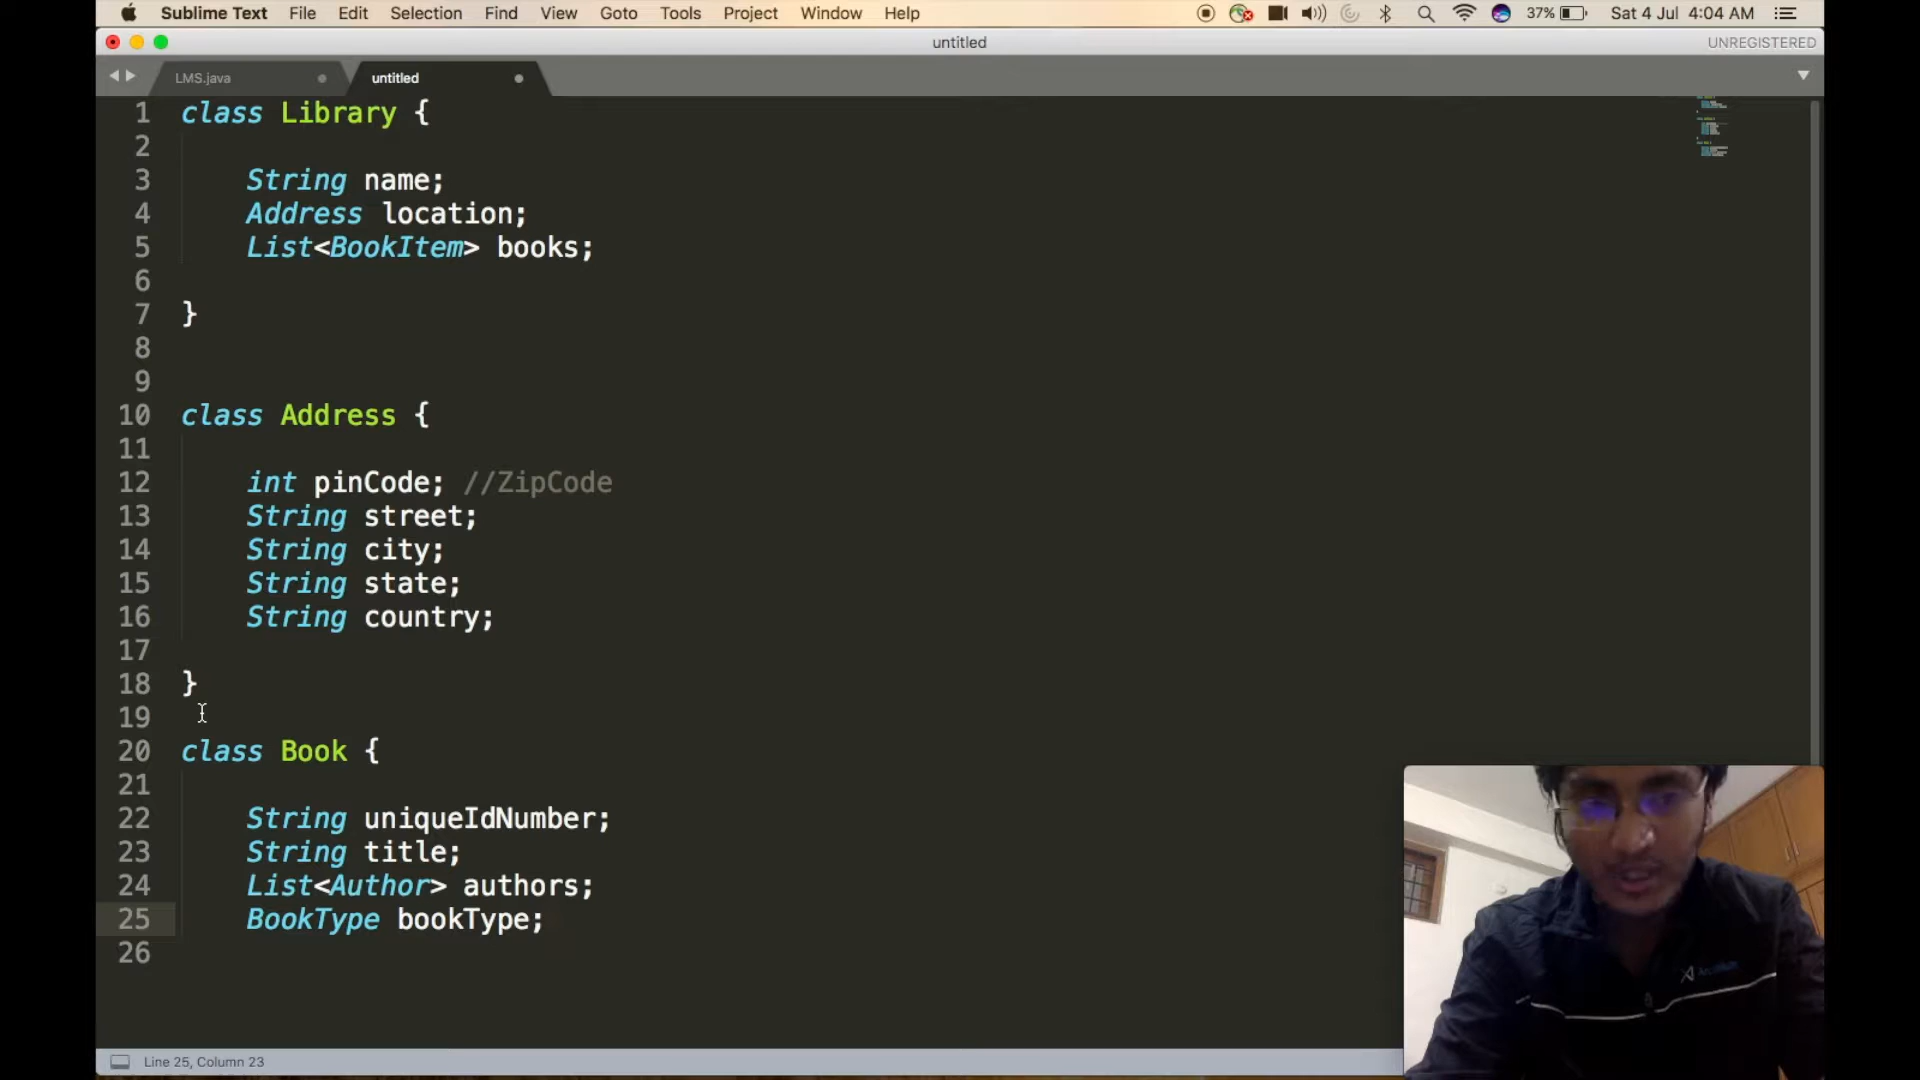 Sublime Text File Edit Selection Find View Goto Tools Project Window Help 37% Sat 4 Jul 4:04 AM
untitled UNREGISTERED
LMS.java untitled
1 class Library {
2
3 String name;
4 Address location;
5 List<BookItem> books;
6
7 }
8
9
10 class Address {
11
12 int pinCode; //ZipCode
13 String street;
14 String city;
15 String state;
16 String country;
17
18 }
19
20 class Book {
21
22 String uniqueIdNumber;
23 String title;
24 List<Author> authors;
25 BookType bookType;
26
Line 25, Column 23